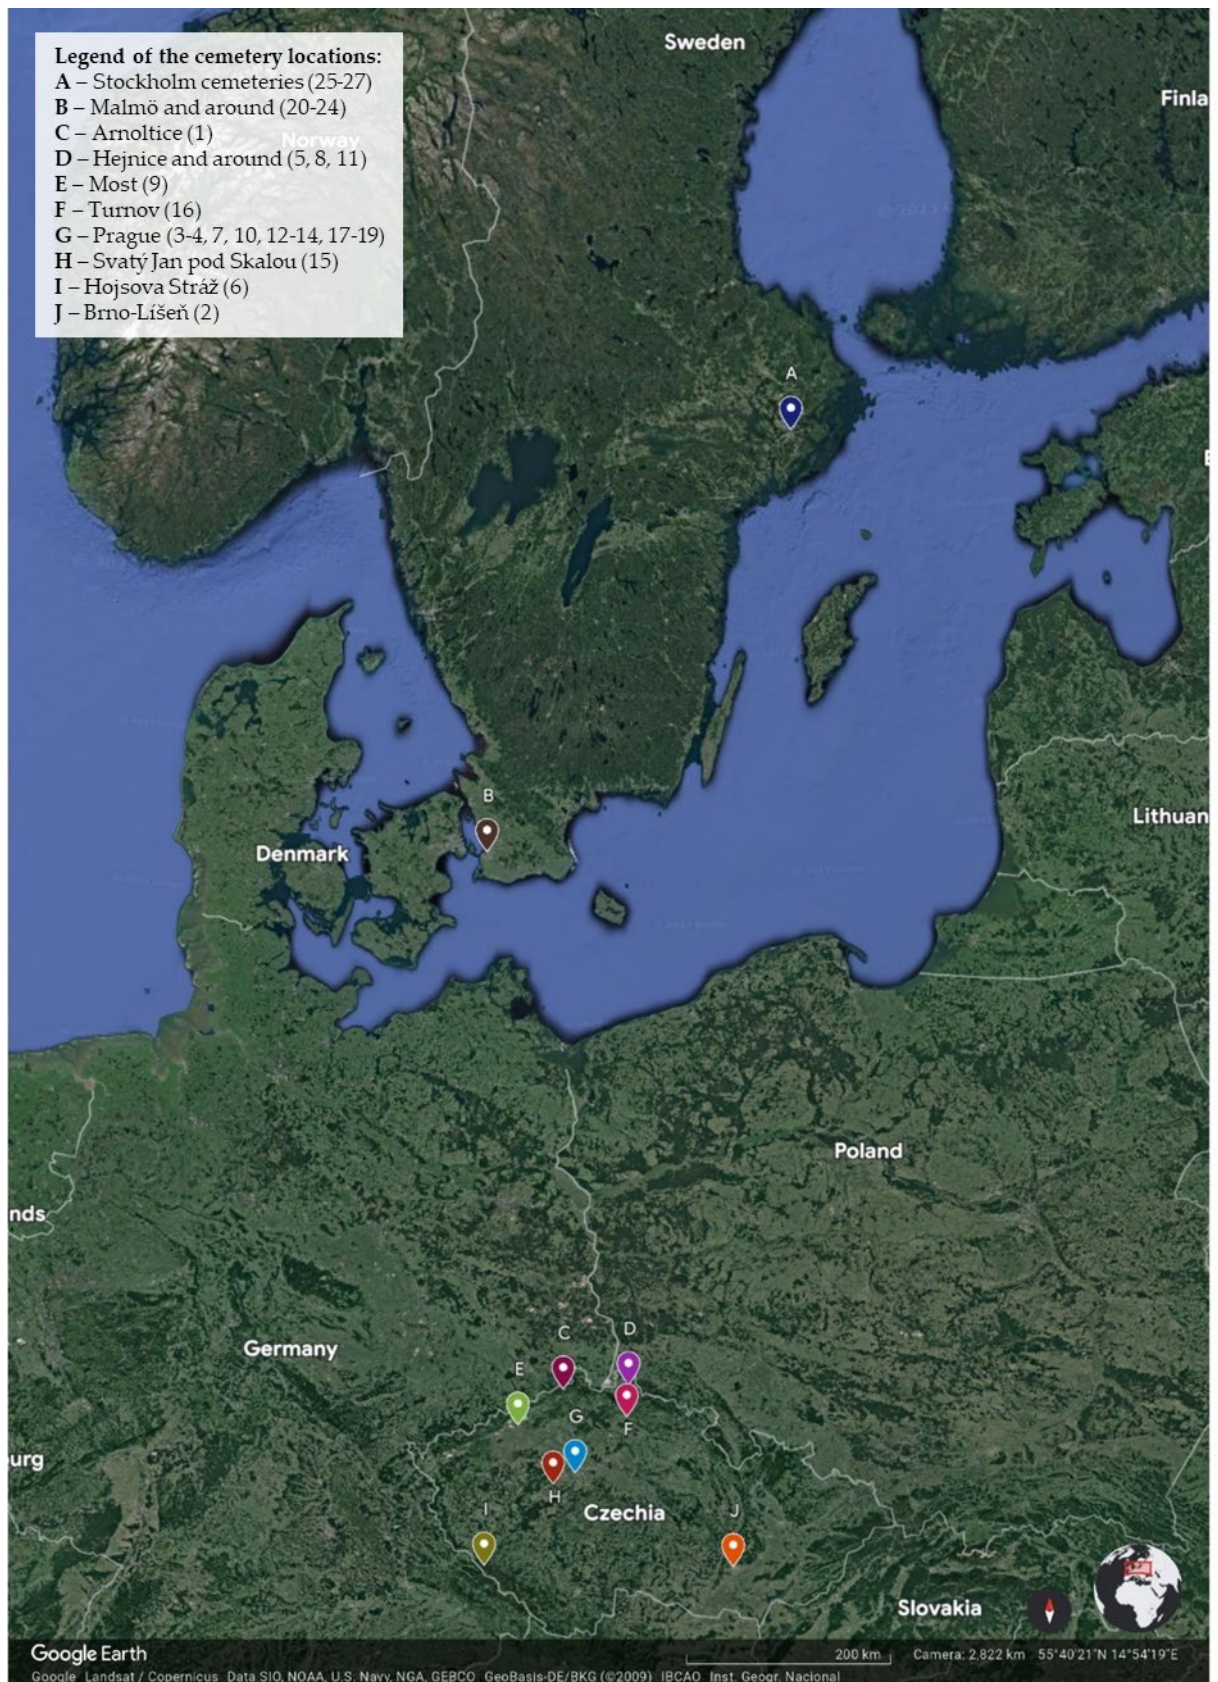 Legend of the cemetery locations:
A – Stockholm cemeteries (25-27)
B – Malmö and around (20-24)
C – Arnoltice (1)
D – Hejnice and around (5, 8, 11)
E – Most (9)
F – Turnov (16)
G – Prague (3-4, 7, 10, 12-14, 17-19)
H – Svatý Jan pod Skalou (15)
I – Hojsova Stráž (6)
J – Brno-Líšeň (2)
Sweden
Finla
Norway
A
B
Denmark
Lithuan
Poland
nds
Germany
C
D
E
G
F
urg
H
Czechia
I
J
Slovakia
Google Earth
200 km
Camera: 2,822 km 55°40'21"N 14°54'19"E
Google Landsat / Copernicus Data SIO, NOAA, U.S. Navy, NGA, GEBCO GeoBasis-DE/BKG (©2009) IBCAO Inst. Geogr. Nacional